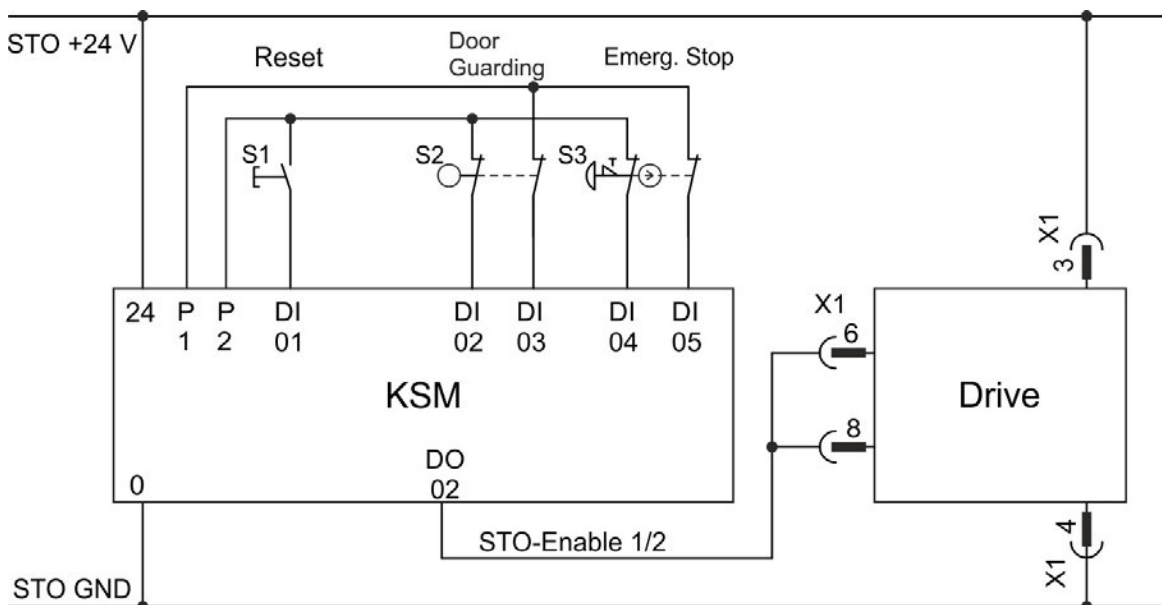 STO +24 V
Reset
Door
Guarding
Emerg. Stop
S1
S2
S3
X1
3
24 P P DI DI DI DI DI
1 2 01 02 03 04 05
X1
6
KSM
Drive
8
DO
02
0
STO-Enable 1/2
4
X1
STO GND